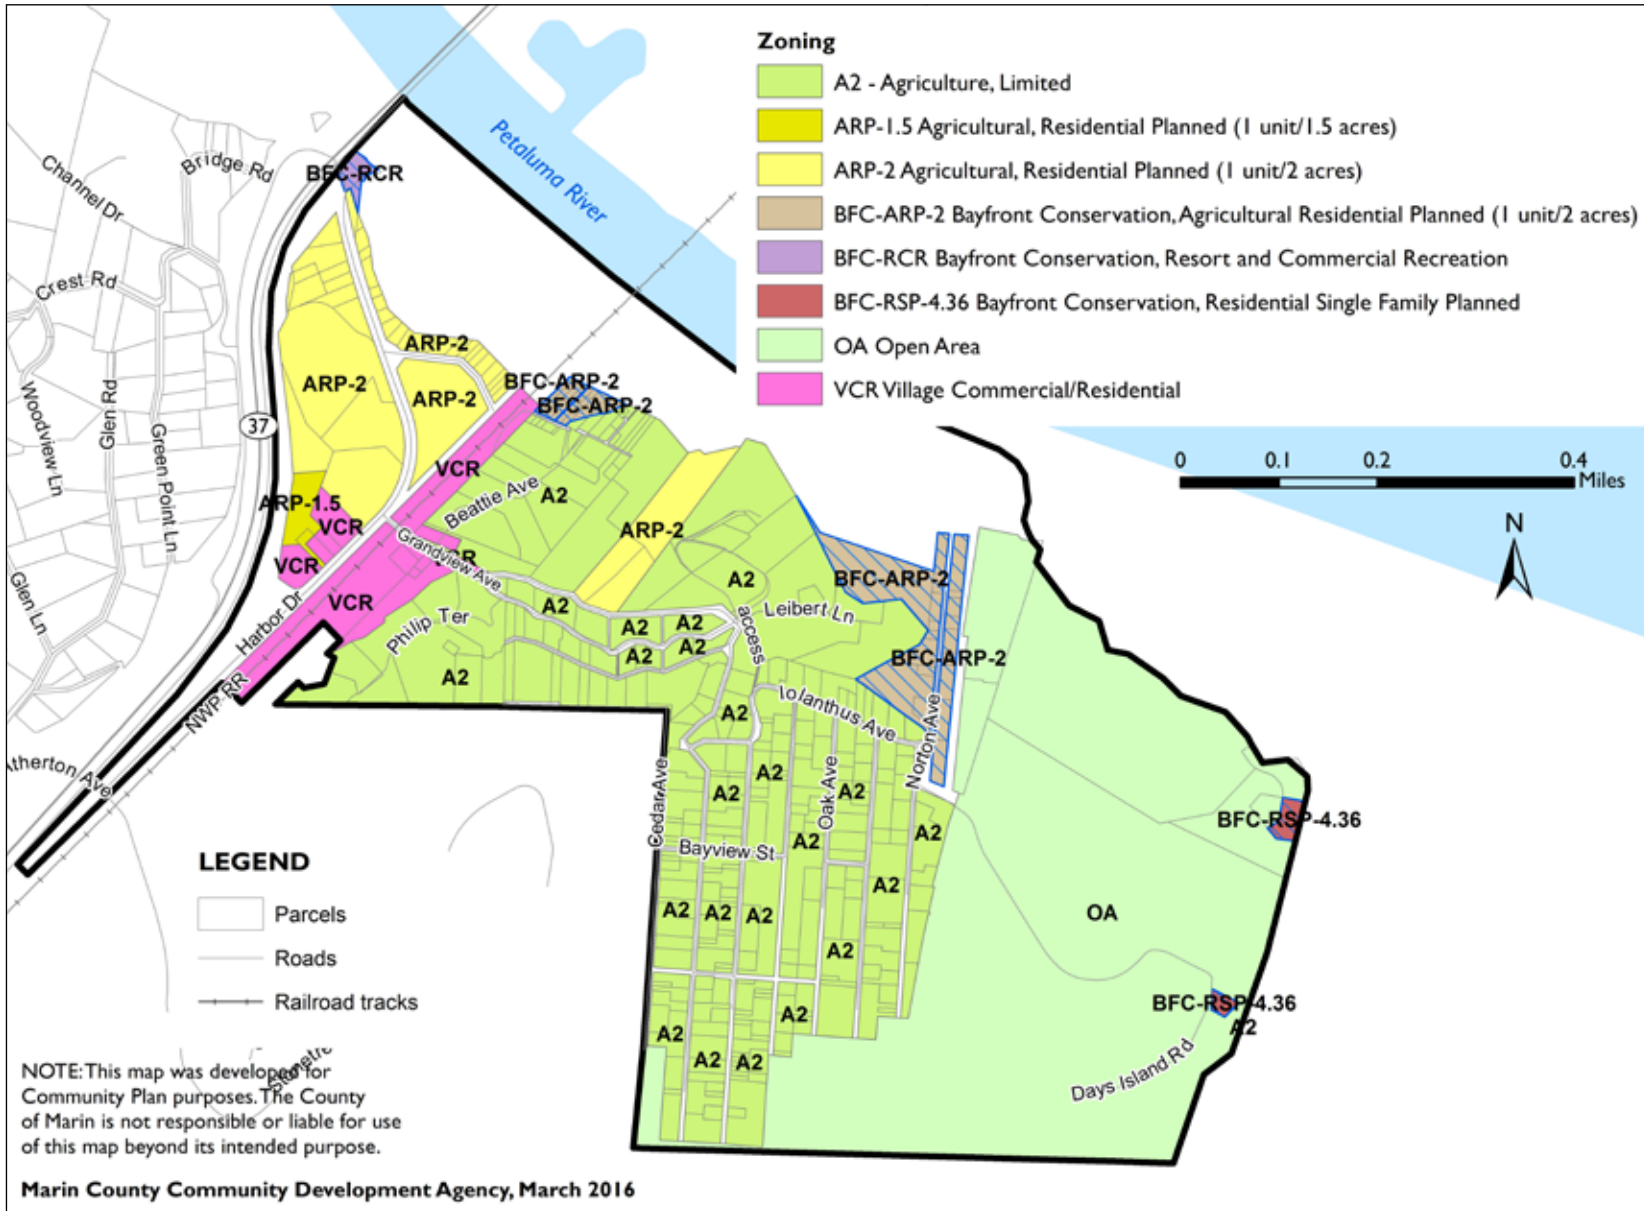 Zoning
A2 - Agriculture, Limited
ARP-1.5 Agricultural, Residential Planned (1 unit/1.5 acres)
ARP-2 Agricultural, Residential Planned (1 unit/2 acres)
BFC-ARP-2 Bayfront Conservation, Agricultural Residential Planned (1 unit/2 acres)
BFC-RCR Bayfront Conservation, Resort and Commercial Recreation
BFC-RSP-4.36 Bayfront Conservation, Residential Single Family Planned
OA Open Area
VCR Village Commercial/Residential
Petaluma River
Bridge Rd
BFC-RCR
Channel Dr
Crest Rd
ARP-2
ARP-2
ARP-2
BFC-ARP-2
BFC-ARP-2
Woodview Ln
Glen Rd
Green Point Ln
37
VCR
Beattie Ave
A2
ARP-2
0 0.1 0.2 0.4
Miles
N
ARP-1.5
VCR
VCR
VCR
Grandview Ave
Glen Ln
Harbor Dr
Philip Ter
A2
A2
A2
A2
A2
A2
A2
access
Leibert Ln
BFC-ARP-2
BFC-ARP-2
NWP RR
A2
Iolanthus Ave
Norton Ave
Atherton Ave
Cedar Ave
A2
A2
Oak Ave
A2
A2
A2
Bayview St
BFC-RSP-4.36
A2
A2
A2
A2
A2
OA
A2
BFC-RSP-4.36
A2
A2
A2
A2
Days Island Rd
LEGEND
Parcels
Roads
Railroad tracks
NOTE: This map was developed for
Community Plan purposes. The County
of Marin is not responsible or liable for use
of this map beyond its intended purpose.
Marin County Community Development Agency, March 2016